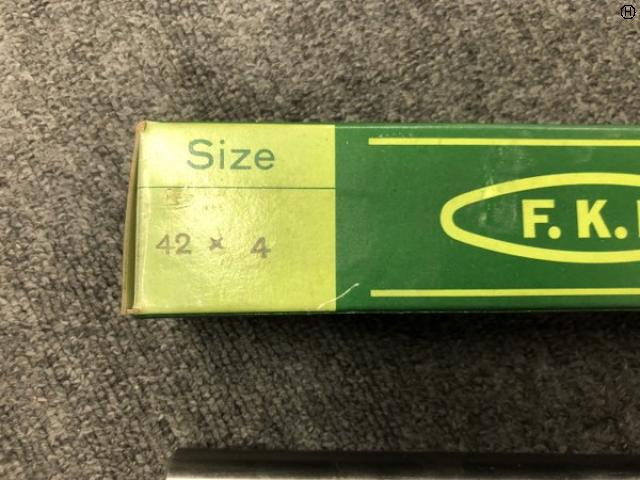 Size
42 × 4
F. K.
H